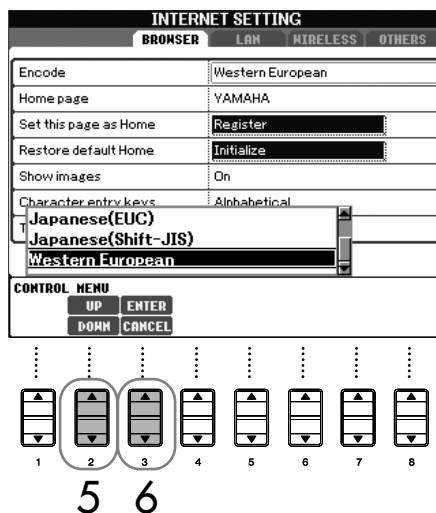 INTERNET SETTING
BROWSER LAN WIRELESS OTHERS
Encode Western European
Home page YAMAHA
Set this page as Home Register
Restore default Home Initialize
Show images On
Character entry keys Alphabetical
T
Japanese(EUC)
Japanese(Shift-JIS)
Western European
CONTROL MENU
UP ENTER
DOWN CANCEL
1 2 3 4 5 6 7 8
5 6